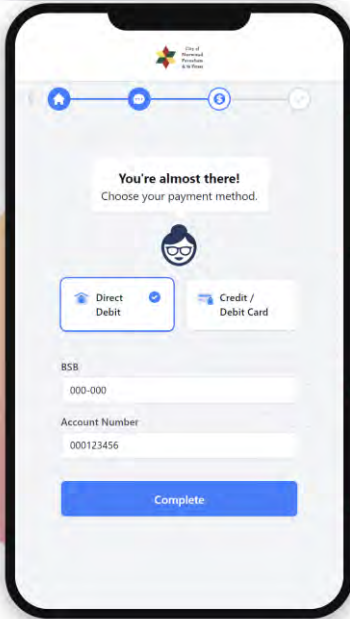 City of
Norwood
Payneham
& St Peters
You're almost there!
Choose your payment method.
Direct
Debit
Credit /
Debit Card
BSB
000-000
Account Number
000123456
Complete